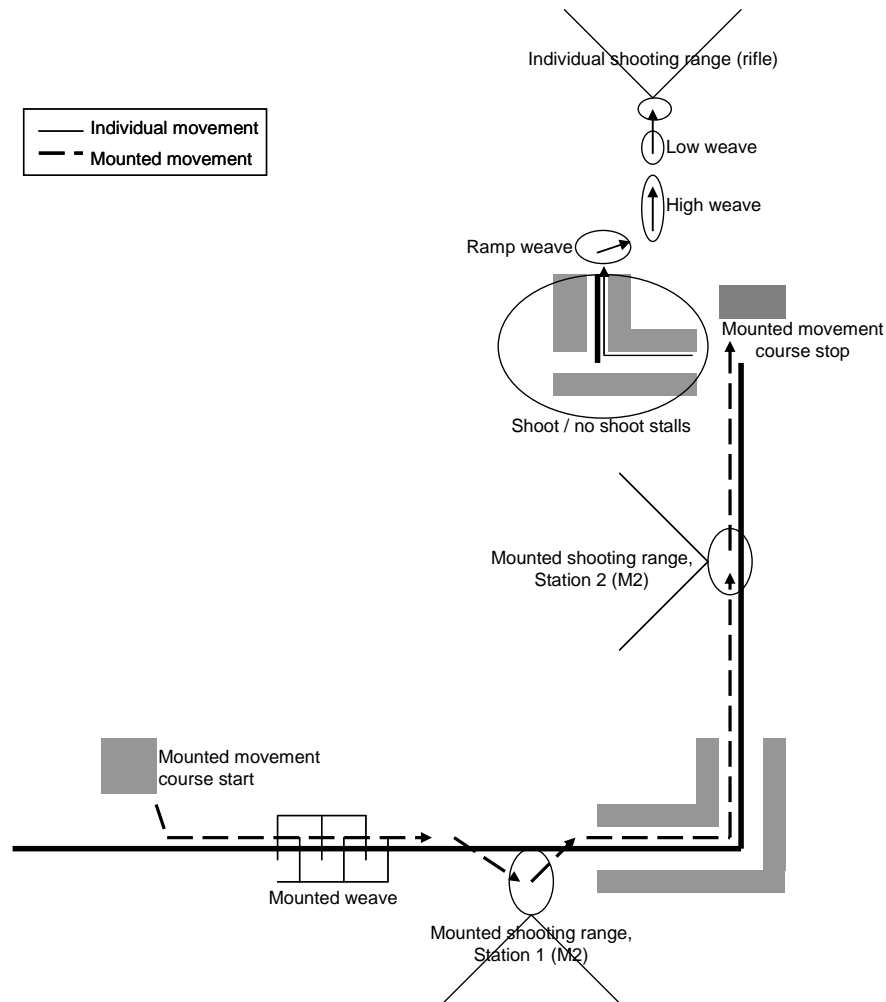 Individual shooting range (rifle)
Individual movement
Mounted movement
Low weave
High weave
Ramp weave
Mounted movement
course stop
Shoot / no shoot stalls
Mounted shooting range,
Station 2 (M2)
Mounted movement
course start
Mounted weave
Mounted shooting range,
Station 1 (M2)